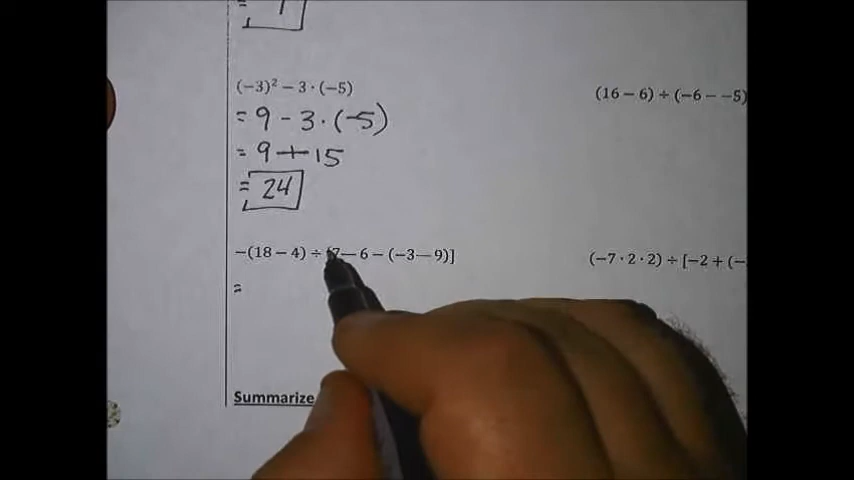 (−3)² − 3 · (−5)
= 9 - 3 · (-5)
= 9 + 15
= 24
(16 − 6) ÷ (−6 − −5)
−(18 − 4) ÷ [7— 6 − (−3— 9)]
=
(−7 · 2 · 2) ÷ [−2 + (−
Summarize